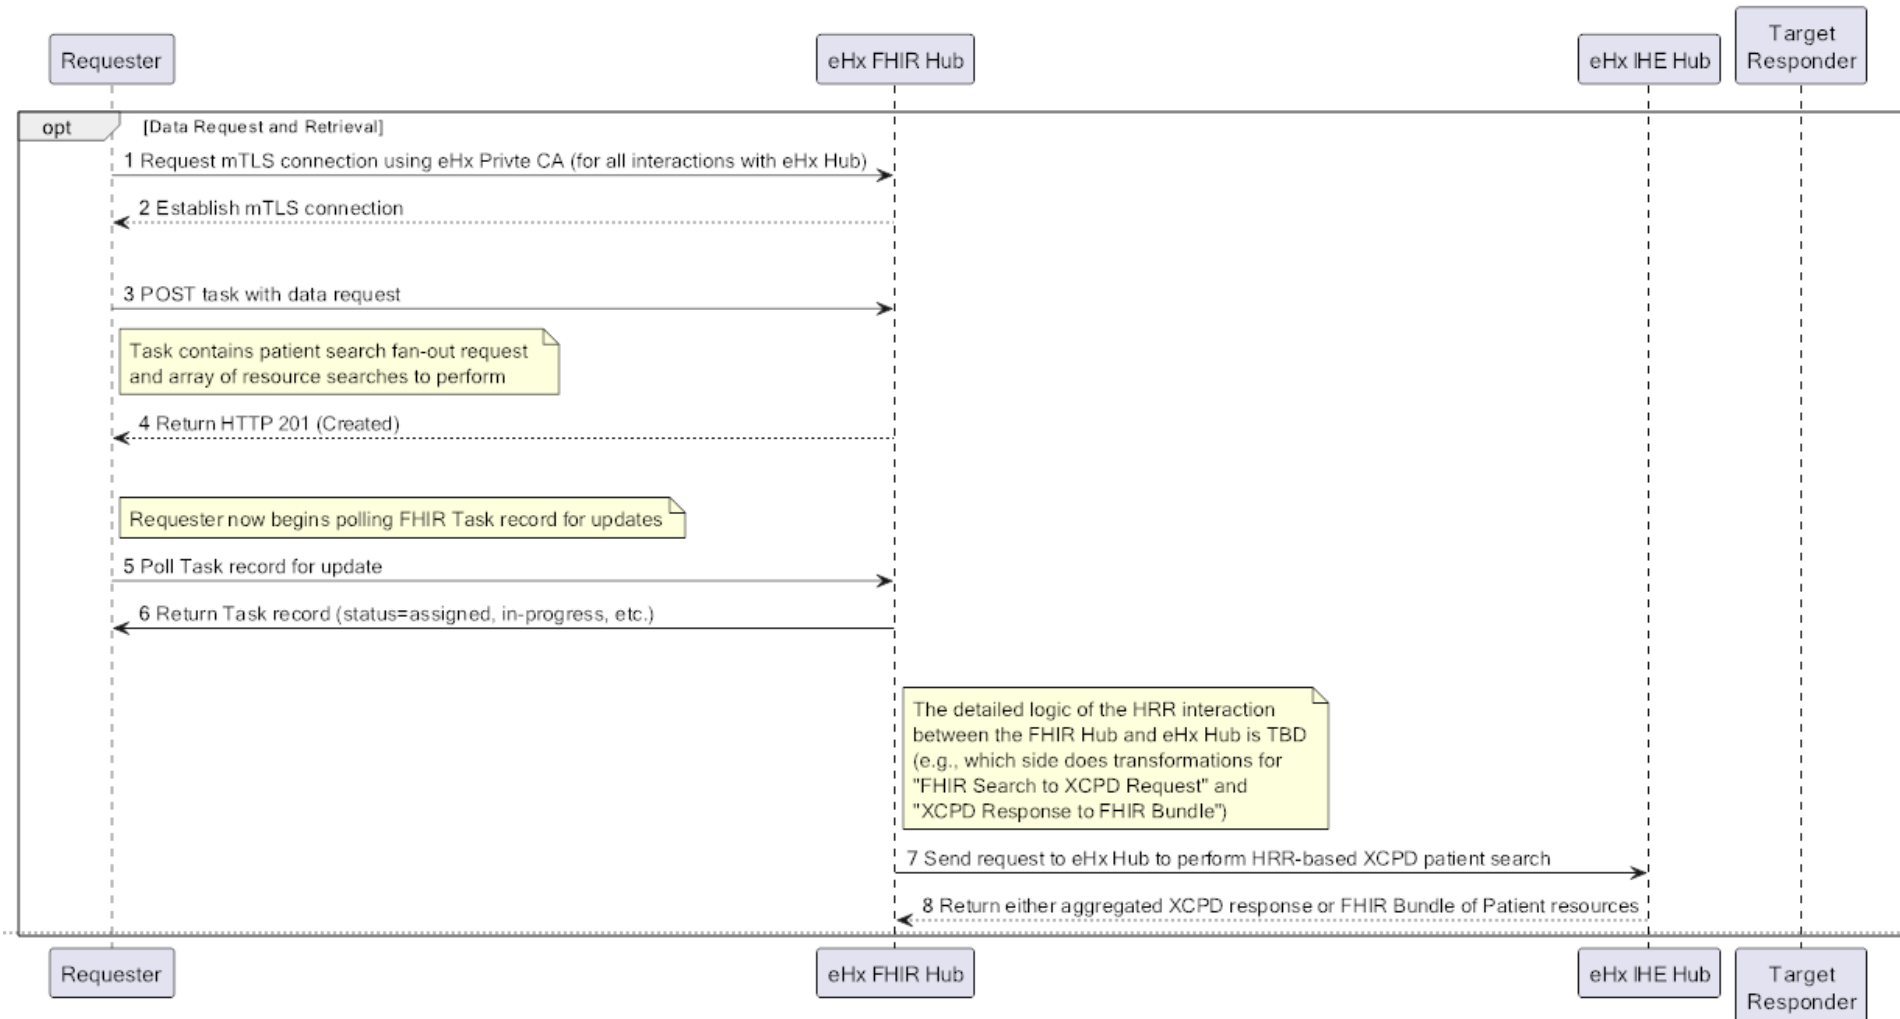 Requester
eHx FHIR Hub
eHx IHE Hub
Target
Responder
opt
[Data Request and Retrieval]
1 Request mTLS connection using eHx Privte CA (for all interactions with eHx Hub)
2 Establish mTLS connection
3 POST task with data request
Task contains patient search fan-out request
and array of resource searches to perform
4 Return HTTP 201 (Created)
Requester now begins polling FHIR Task record for updates
5 Poll Task record for update
6 Return Task record (status=assigned, in-progress, etc.)
The detailed logic of the HRR interaction
between the FHIR Hub and eHx Hub is TBD
(e.g., which side does transformations for
"FHIR Search to XCPD Request" and
"XCPD Response to FHIR Bundle")
7 Send request to eHx Hub to perform HRR-based XCPD patient search
8 Return either aggregated XCPD response or FHIR Bundle of Patient resources
Requester
eHx FHIR Hub
eHx IHE Hub
Target
Responder